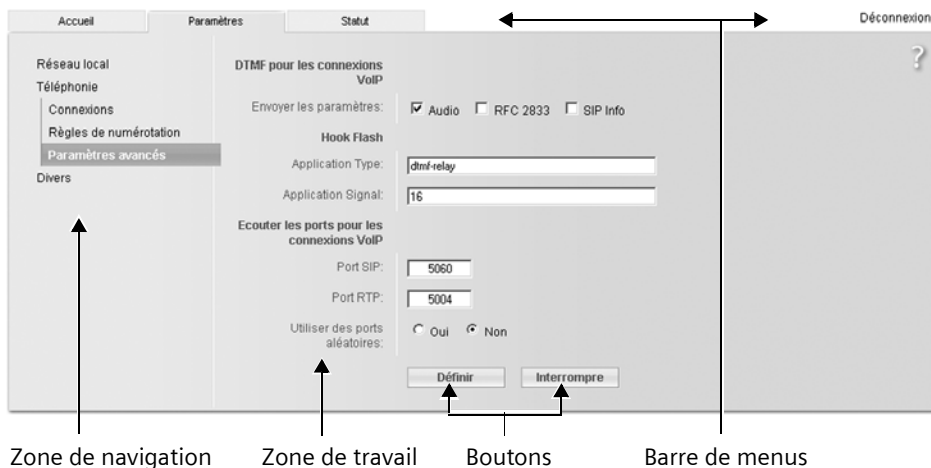 Accueil Paramètres Statut Déconnexion
?
Réseau local
Téléphonie
Connexions
Règles de numérotation
Paramètres avancés
Divers
DTMF pour les connexions
VoIP
Envoyer les paramètres: Audio RFC 2833 SIP Info
Hook Flash
Application Type: dtmf-relay
Application Signal: 16
Ecouter les ports pour les
connexions VoIP
Port SIP: 5060
Port RTP: 5004
Utiliser des ports
aléatoires: Oui Non
Définir Interrompre
Zone de navigation Zone de travail Boutons Barre de menus